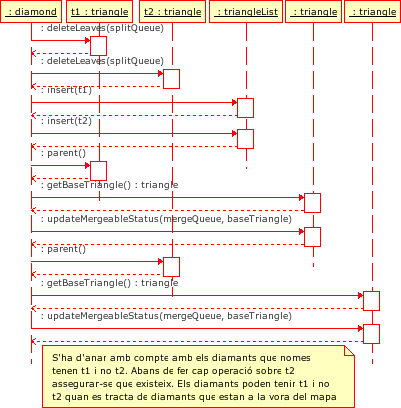 : diamond
t1 : triangle
t2 : triangle
: triangleList
: triangle
: triangle
: deleteLeaves(splitQueue)
: deleteLeaves(splitQueue)
: insert(t1)
: insert(t2)
: parent()
: getBaseTriangle() : triangle
: updateMergeableStatus(mergeQueue, baseTriangle)
: parent()
: getBaseTriangle() : triangle
: updateMergeableStatus(mergeQueue, baseTriangle)
S'ha d'anar amb compte amb els diamants que nomes
tenen t1 i no t2. Abans de fer cap operació sobre t2
assegurar-se que existeix. Els diamants poden tenir t1 i no
t2 quan es tracta de diamants que estan a la vora del mapa